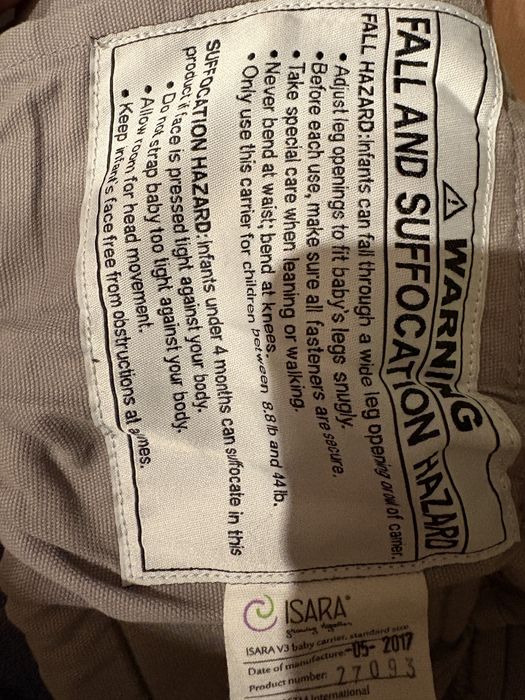 ⚠ WARNING
FALL AND SUFFOCATION HAZARD
FALL HAZARD: Infants can fall through a wide leg opening or out of carrier.
• Adjust leg openings to fit baby's legs snugly.
• Before each use, make sure all fasteners are secure.
• Take special care when leaning or walking.
• Never bend at waist; bend at knees.
• Only use this carrier for children between 8.8lb and 44 lb.
SUFFOCATION HAZARD: Infants under 4 months can suffocate in this
product if face is pressed tight against your body.
• Do not strap baby too tight against your body.
• Allow room for head movement.
• Keep infant's face free from obstructions at all times.
ISARA®
growing together
ISARA V3 baby carrier, standard size
Date of manufacture: -05- 2017
Product number: 27093
International